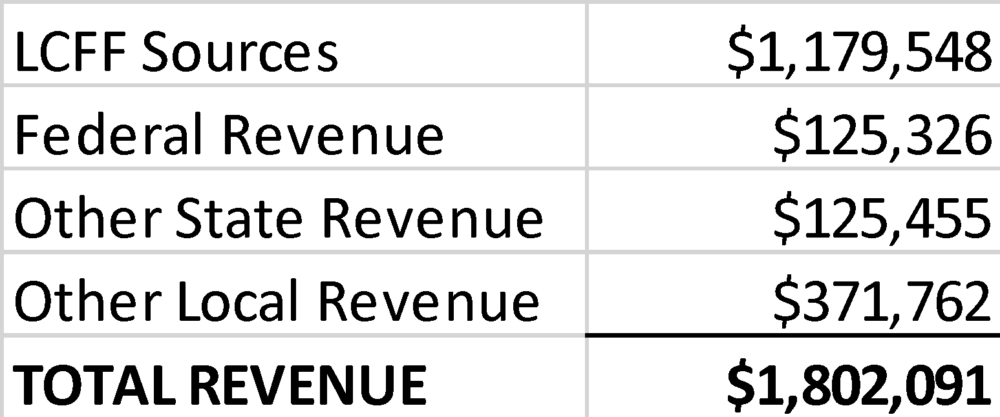 LCFF Sources $1,179,548
Federal Revenue $125,326
Other State Revenue $125,455
Other Local Revenue $371,762
TOTAL REVENUE $1,802,091